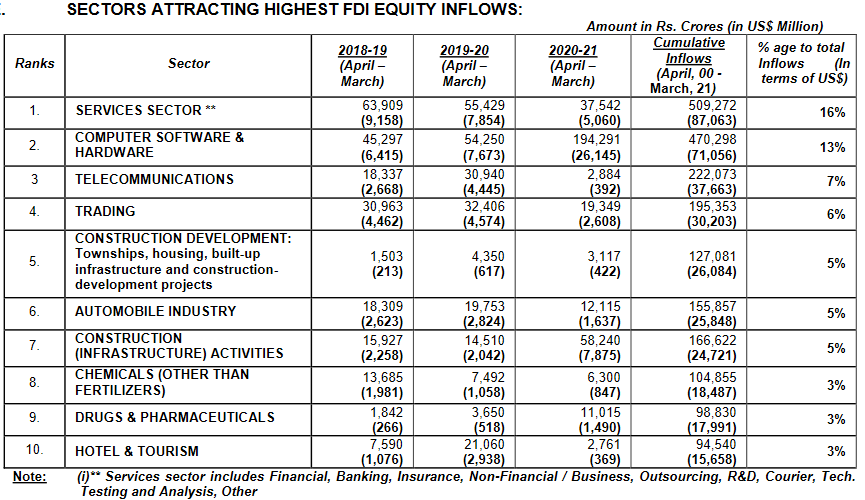 SECTORS ATTRACTING HIGHEST FDI EQUITY INFLOWS:
Amount in Rs. Crores (in US$ Million)
Ranks Sector 2018-19 (April – March) 2019-20 (April – March) 2020-21 (April – March) Cumulative Inflows (April, 00 - March, 21) % age to total Inflows (In terms of US$)
1. SERVICES SECTOR ** 63,909 55,429 37,542 509,272 16%
(9,158) (7,854) (5,060) (87,063)
2. COMPUTER SOFTWARE & 45,297 54,250 194,291 470,298 13%
HARDWARE (6,415) (7,673) (26,145) (71,056)
3 TELECOMMUNICATIONS 18,337 30,940 2,884 222,073 7%
(2,668) (4,445) (392) (37,663)
4. TRADING 30,963 32,406 19,349 195,353 6%
(4,462) (4,574) (2,608) (30,203)
CONSTRUCTION DEVELOPMENT:
Townships, housing, built-up 1,503 4,350 3,117 127,081
5. infrastructure and construction- (213) (617) (422) (26,084) 5%
development projects
6. AUTOMOBILE INDUSTRY 18,309 19,753 12,115 155,857 5%
(2,623) (2,824) (1,637) (25,848)
7. CONSTRUCTION 15,927 14,510 58,240 166,622 5%
(INFRASTRUCTURE) ACTIVITIES (2,258) (2,042) (7,875) (24,721)
8. CHEMICALS (OTHER THAN 13,685 7,492 6,300 104,855 3%
FERTILIZERS) (1,981) (1,058) (847) (18,487)
9. DRUGS & PHARMACEUTICALS 1,842 3,650 11,015 98,830 3%
(266) (518) (1,490) (17,991)
10. HOTEL & TOURISM 7,590 21,060 2,761 94,540 3%
(1,076) (2,938) (369) (15,658)
Note: (i)** Services sector includes Financial, Banking, Insurance, Non-Financial / Business, Outsourcing, R&D, Courier, Tech.
Testing and Analysis, Other